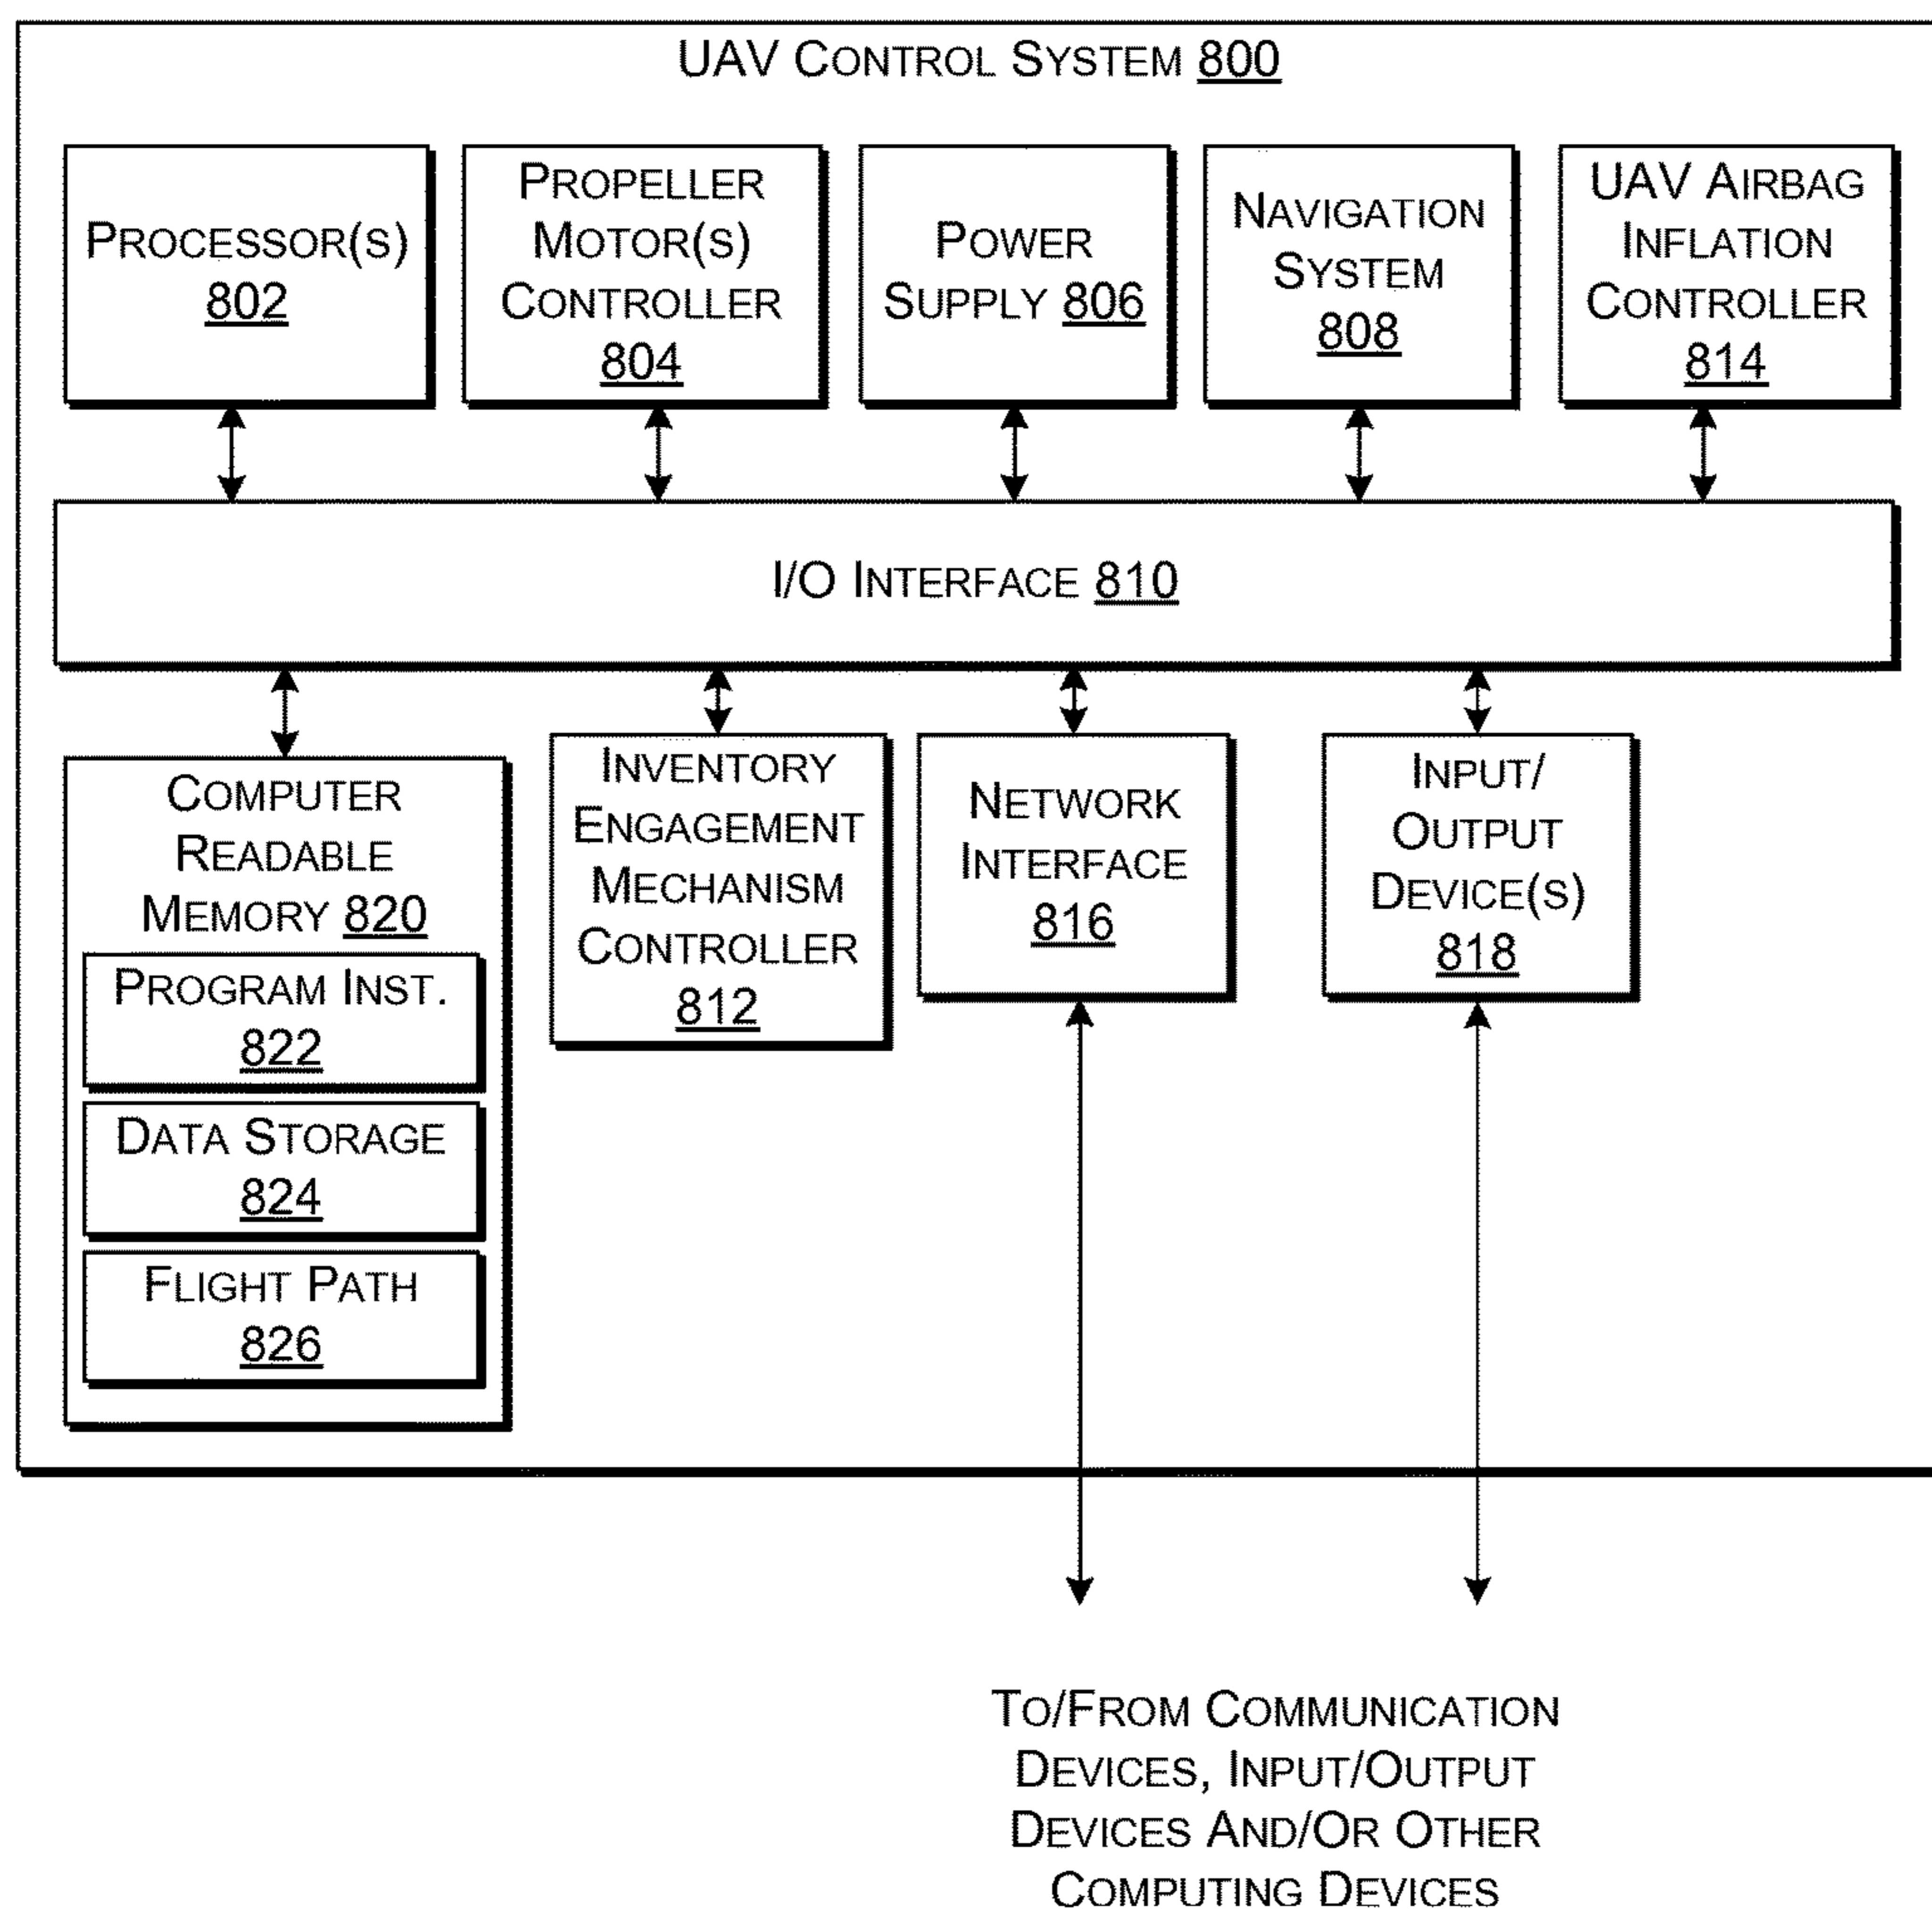 UAV CONTROL SYSTEM 800
PROCESSOR(S)
802
PROPELLER
MOTOR(S)
CONTROLLER
804
POWER
SUPPLY 806
NAVIGATION
SYSTEM
808
UAV AIRBAG
INFLATION
CONTROLLER
814
I/O INTERFACE 810
COMPUTER
READABLE
MEMORY 820
PROGRAM INST.
822
DATA STORAGE
824
FLIGHT PATH
826
INVENTORY
ENGAGEMENT
MECHANISM
CONTROLLER
812
NETWORK
INTERFACE
816
INPUT/
OUTPUT
DEVICE(S)
818
TO/FROM COMMUNICATION
DEVICES, INPUT/OUTPUT
DEVICES AND/OR OTHER
COMPUTING DEVICES